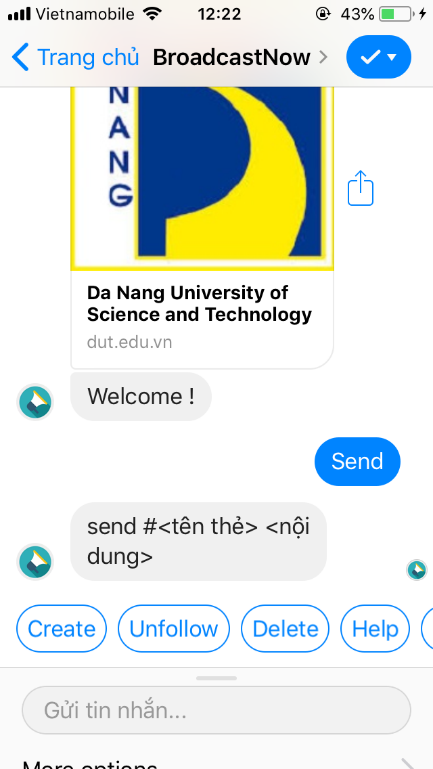 Vietnamobile 12:22 43%
Trang chủ BroadcastNow
N
A
N
G
Da Nang University of
Science and Technology
dut.edu.vn
Welcome !
Send
send #<tên thẻ> <nội
dung>
Create Unfollow Delete Help
Gửi tin nhắn...
More options